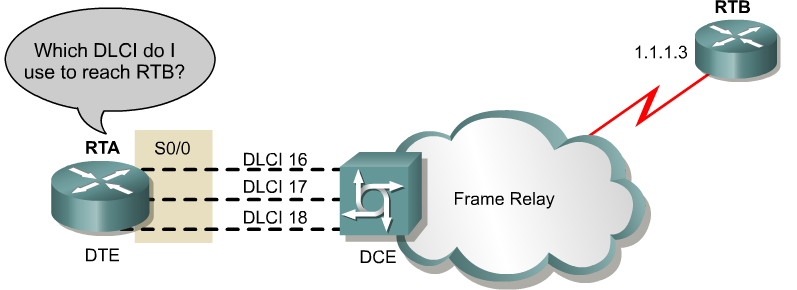 RTB
Which DLCI do I
use to reach RTB?
1.1.1.3
RTA
S0/0
DLCI 16
DLCI 17
DLCI 18
Frame Relay
DTE
DCE